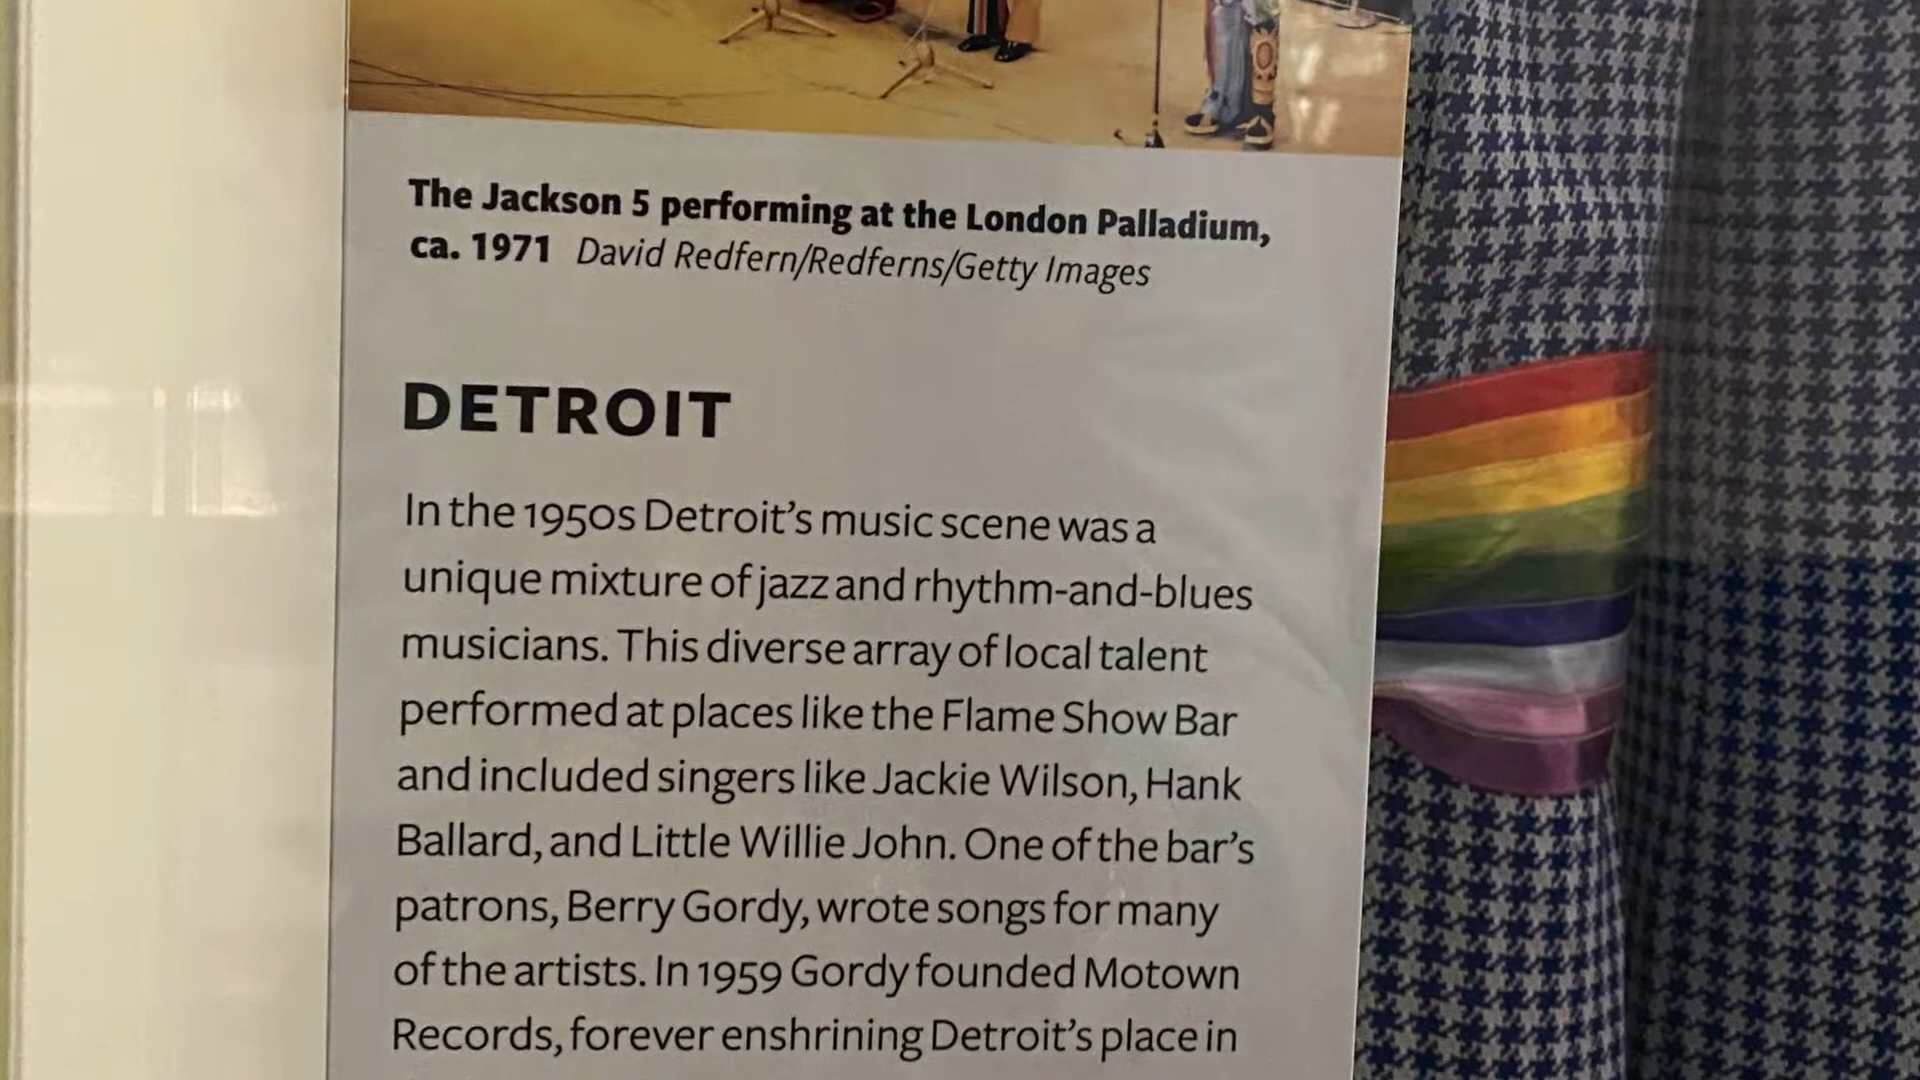 The Jackson 5 performing at the London Palladium,
ca. 1971 David Redfern/Redferns/Getty Images
DETROIT
In the 1950s Detroit’s music scene was a
unique mixture of jazz and rhythm-and-blues
musicians. This diverse array of local talent
performed at places like the Flame Show Bar
and included singers like Jackie Wilson, Hank
Ballard, and Little Willie John. One of the bar’s
patrons, Berry Gordy, wrote songs for many
of the artists. In 1959 Gordy founded Motown
Records, forever enshrining Detroit’s place in